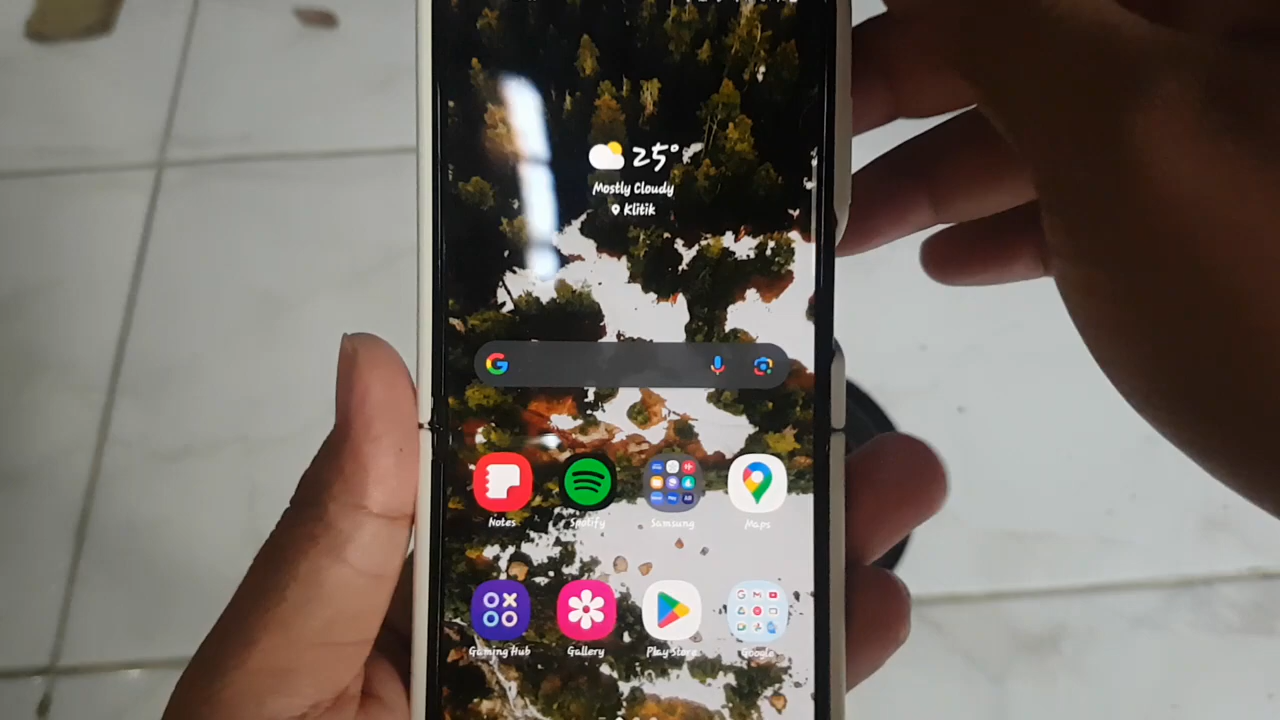 25°
Mostly Cloudy
Klitik
Notes
Spotify
Samsung
Maps
Gaming Hub
Gallery
Play Store
Google